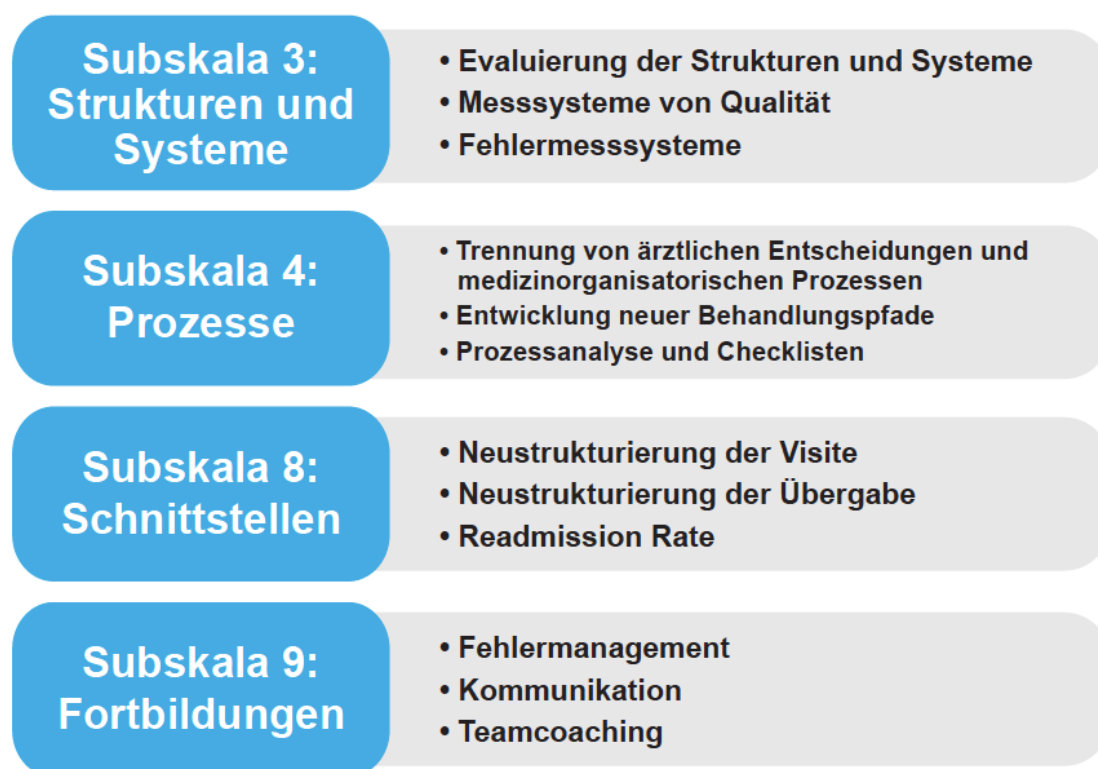 Subskala 3:
Strukturen und
Systeme
• Evaluierung der Strukturen und Systeme
• Messsysteme von Qualität
• Fehlermesssysteme
Subskala 4:
Prozesse
• Trennung von ärztlichen Entscheidungen und
medizinorganisatorischen Prozessen
• Entwicklung neuer Behandlungspfade
• Prozessanalyse und Checklisten
Subskala 8:
Schnittstellen
• Neustrukturierung der Visite
• Neustrukturierung der Übergabe
• Readmission Rate
Subskala 9:
Fortbildungen
• Fehlermanagement
• Kommunikation
• Teamcoaching